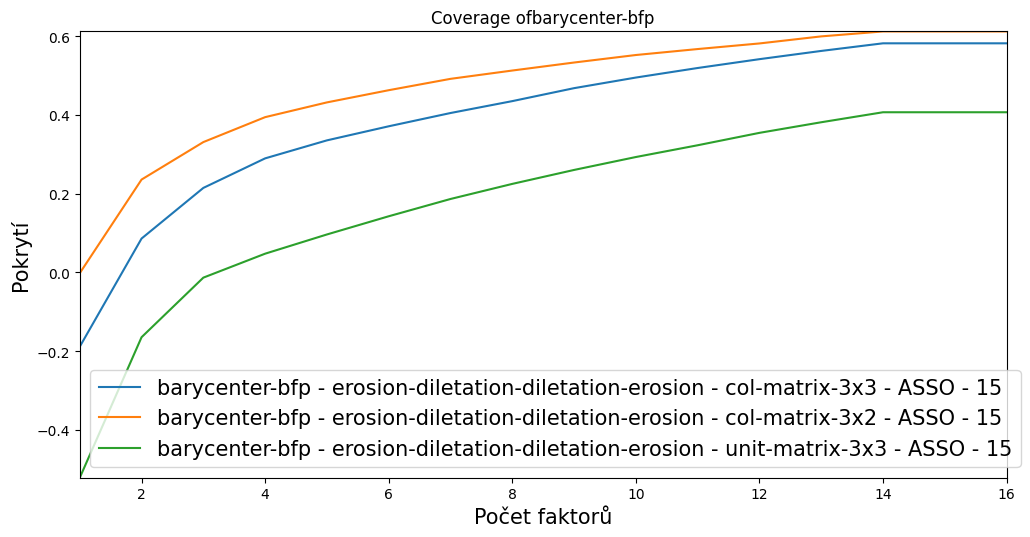 Coverage ofbarycenter-bfp
0.6
0.4
0.2
0.0
−0.2
−0.4
Pokrytí
barycenter-bfp - erosion-diletation-diletation-erosion - col-matrix-3x3 - ASSO - 15
barycenter-bfp - erosion-diletation-diletation-erosion - col-matrix-3x2 - ASSO - 15
barycenter-bfp - erosion-diletation-diletation-erosion - unit-matrix-3x3 - ASSO - 15
2 4 6 8 10 12 14 16
Počet faktorů